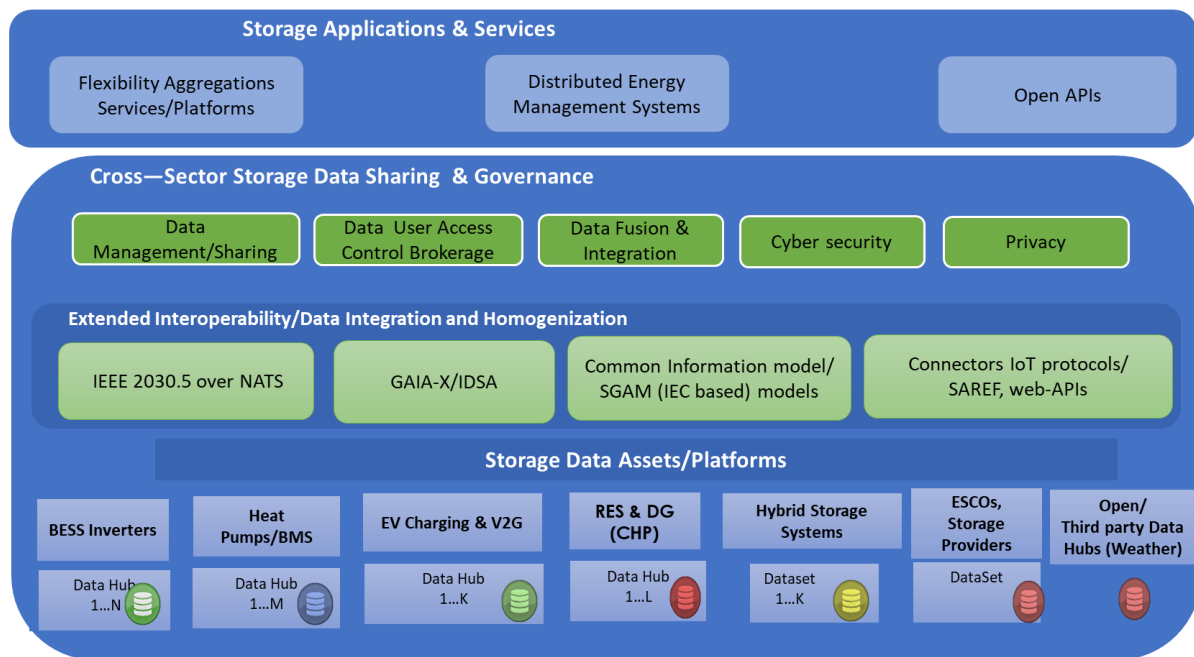 Storage Applications & Services
Flexibility Aggregations
Services/Platforms
Distributed Energy
Management Systems
Open APIs
Cross—Sector Storage Data Sharing & Governance
Data
Management/Sharing
Data User Access
Control Brokerage
Data Fusion &
Integration
Cyber security
Privacy
Extended Interoperability/Data Integration and Homogenization
IEEE 2030.5 over NATS
GAIA-X/IDSA
Common Information model/
SGAM (IEC based) models
Connectors IoT protocols/
SAREF, web-APIs
Storage Data Assets/Platforms
BESS Inverters
Heat
Pumps/BMS
EV Charging & V2G
RES & DG
(CHP)
Hybrid Storage
Systems
ESCOs,
Storage
Providers
Open/
Third party Data
Hubs (Weather)
Data Hub
1...N
Data Hub
1...M
Data Hub
1...K
Data Hub
1...L
Dataset
1...K
DataSet